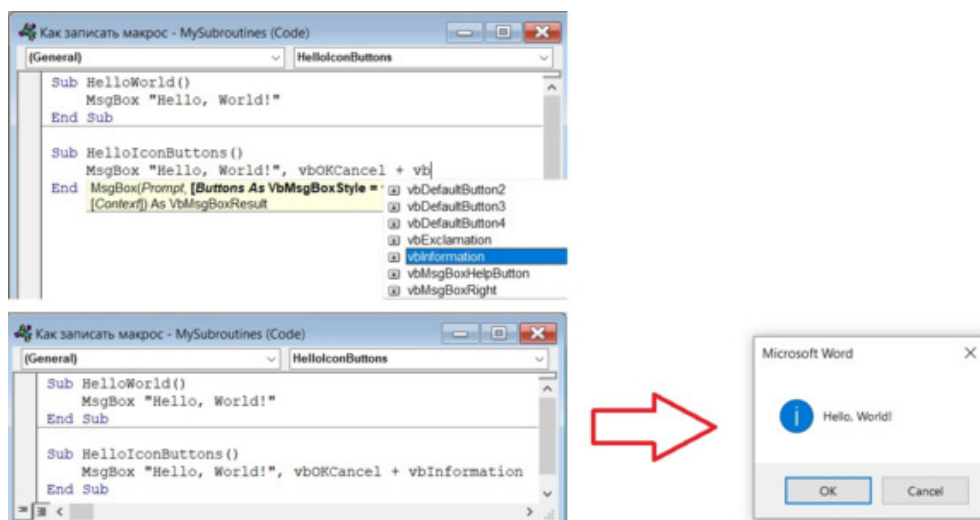 Как записать макрос - MySubroutines (Code)
(General) HelloIconButtons
Sub HelloWorld()
MsgBox "Hello, World!"
End Sub
Sub HelloIconButtons()
MsgBox "Hello, World!", vbOKCancel + vb
End MsgBox(Prompt, [Buttons As VbMsgBoxStyle =
[Context]) As VbMsgBoxResult
vbDefaultButton2
vbDefaultButton3
vbDefaultButton4
vbExclamation
vbInformation
vbMsgBoxHelpButton
vbMsgBoxRight
Как записать макрос - MySubroutines (Code)
(General) HelloIconButtons
Sub HelloWorld()
MsgBox "Hello, World!"
End Sub
Sub HelloIconButtons()
MsgBox "Hello, World!", vbOKCancel + vbInformation
End Sub
Microsoft Word
Hello, World!
OK Cancel